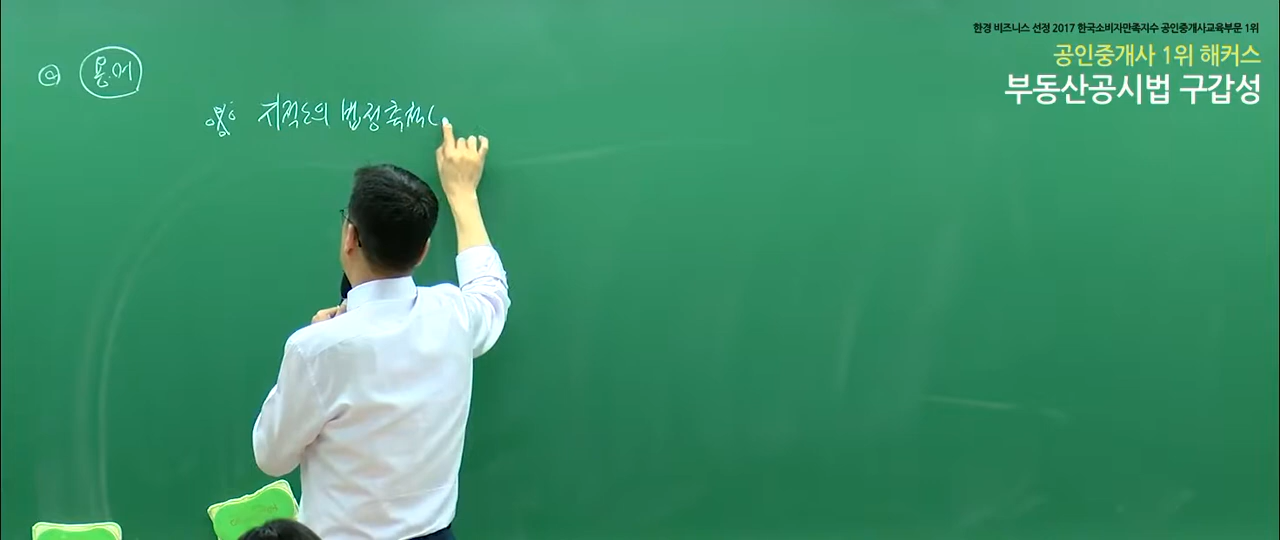 한경 비즈니스 선정 2017 한국소비자만족지수 공인중개사교육부문 1위
공인중개사 1위 해커스
부동산공시법 구갑성
용어
지적도의 법정축척(